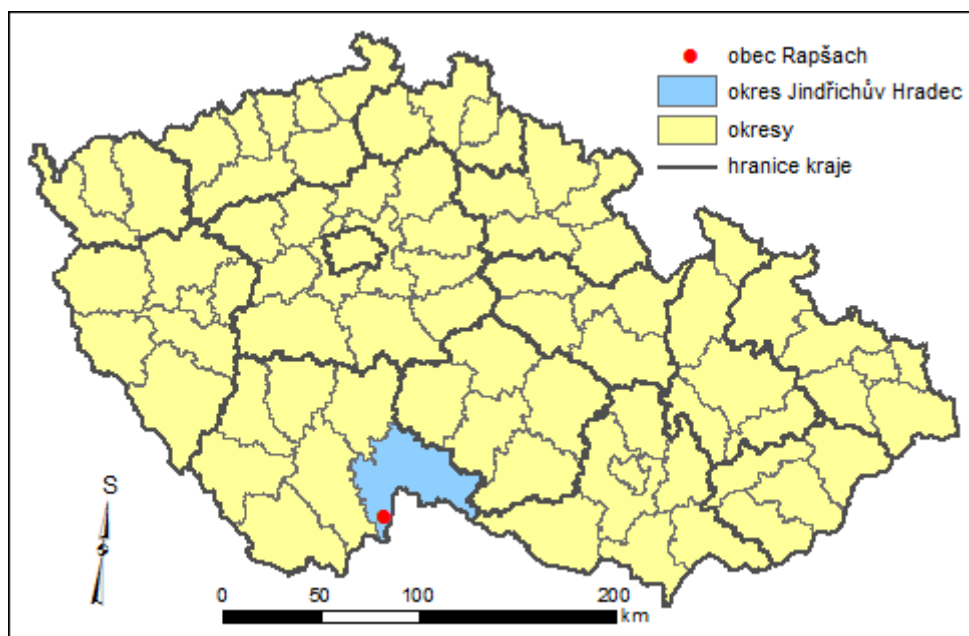 obec Rapšach
okres Jindřichův Hradec
okresy
hranice kraje
S
0 50 100 200
km